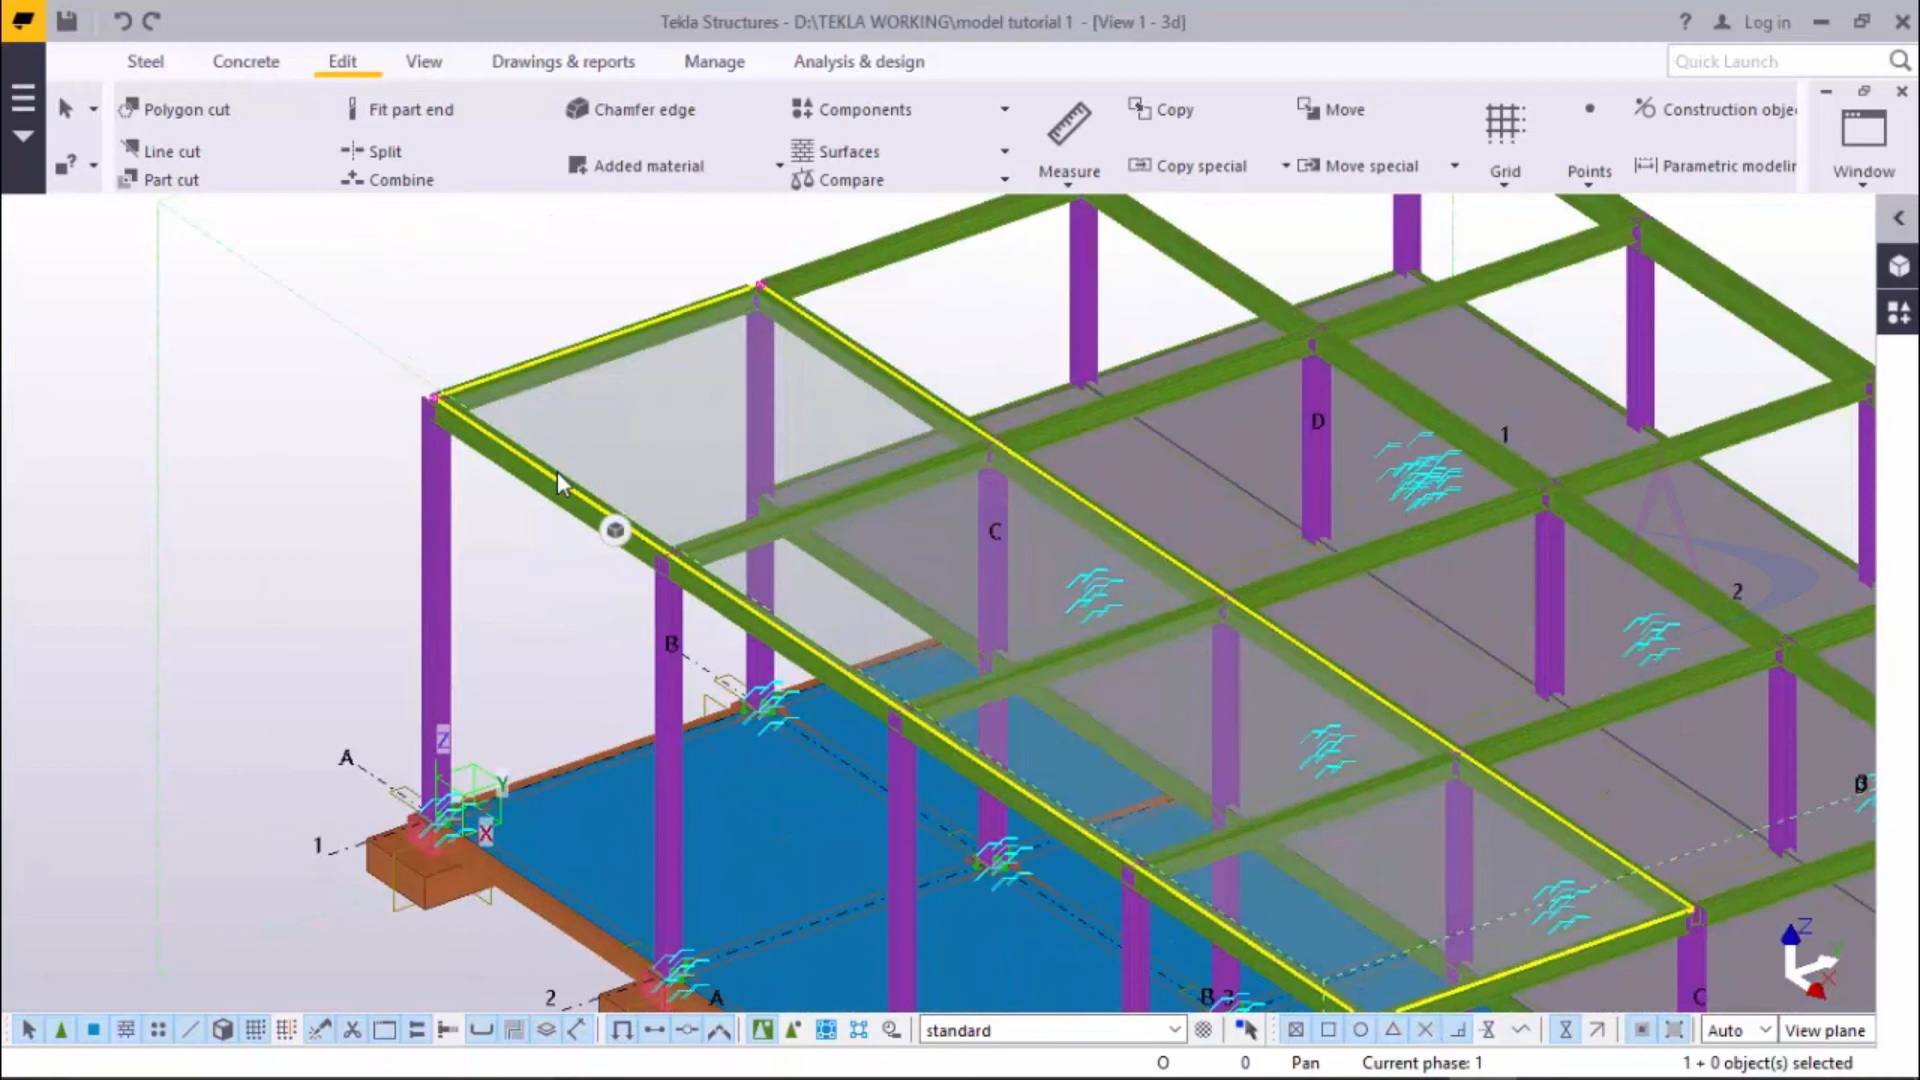 Tekla Structures - D:\TEKLA WORKING\model tutorial 1 - [View 1 - 3d]
? Log in
Steel Concrete Edit View Drawings & reports Manage Analysis & design Quick Launch
Polygon cut Fit part end Chamfer edge Components Copy Move Construction obje
Line cut Split Surfaces
Added material Measure Copy special Move special Grid Points Parametric modelin Window
Part cut Combine Compare
D
1
C
2
B
Z
A
Y
X
1
B
2
A
B 3
C
Z
Y
X
standard Auto View plane
O 0 Pan Current phase: 1 1 + 0 object(s) selected